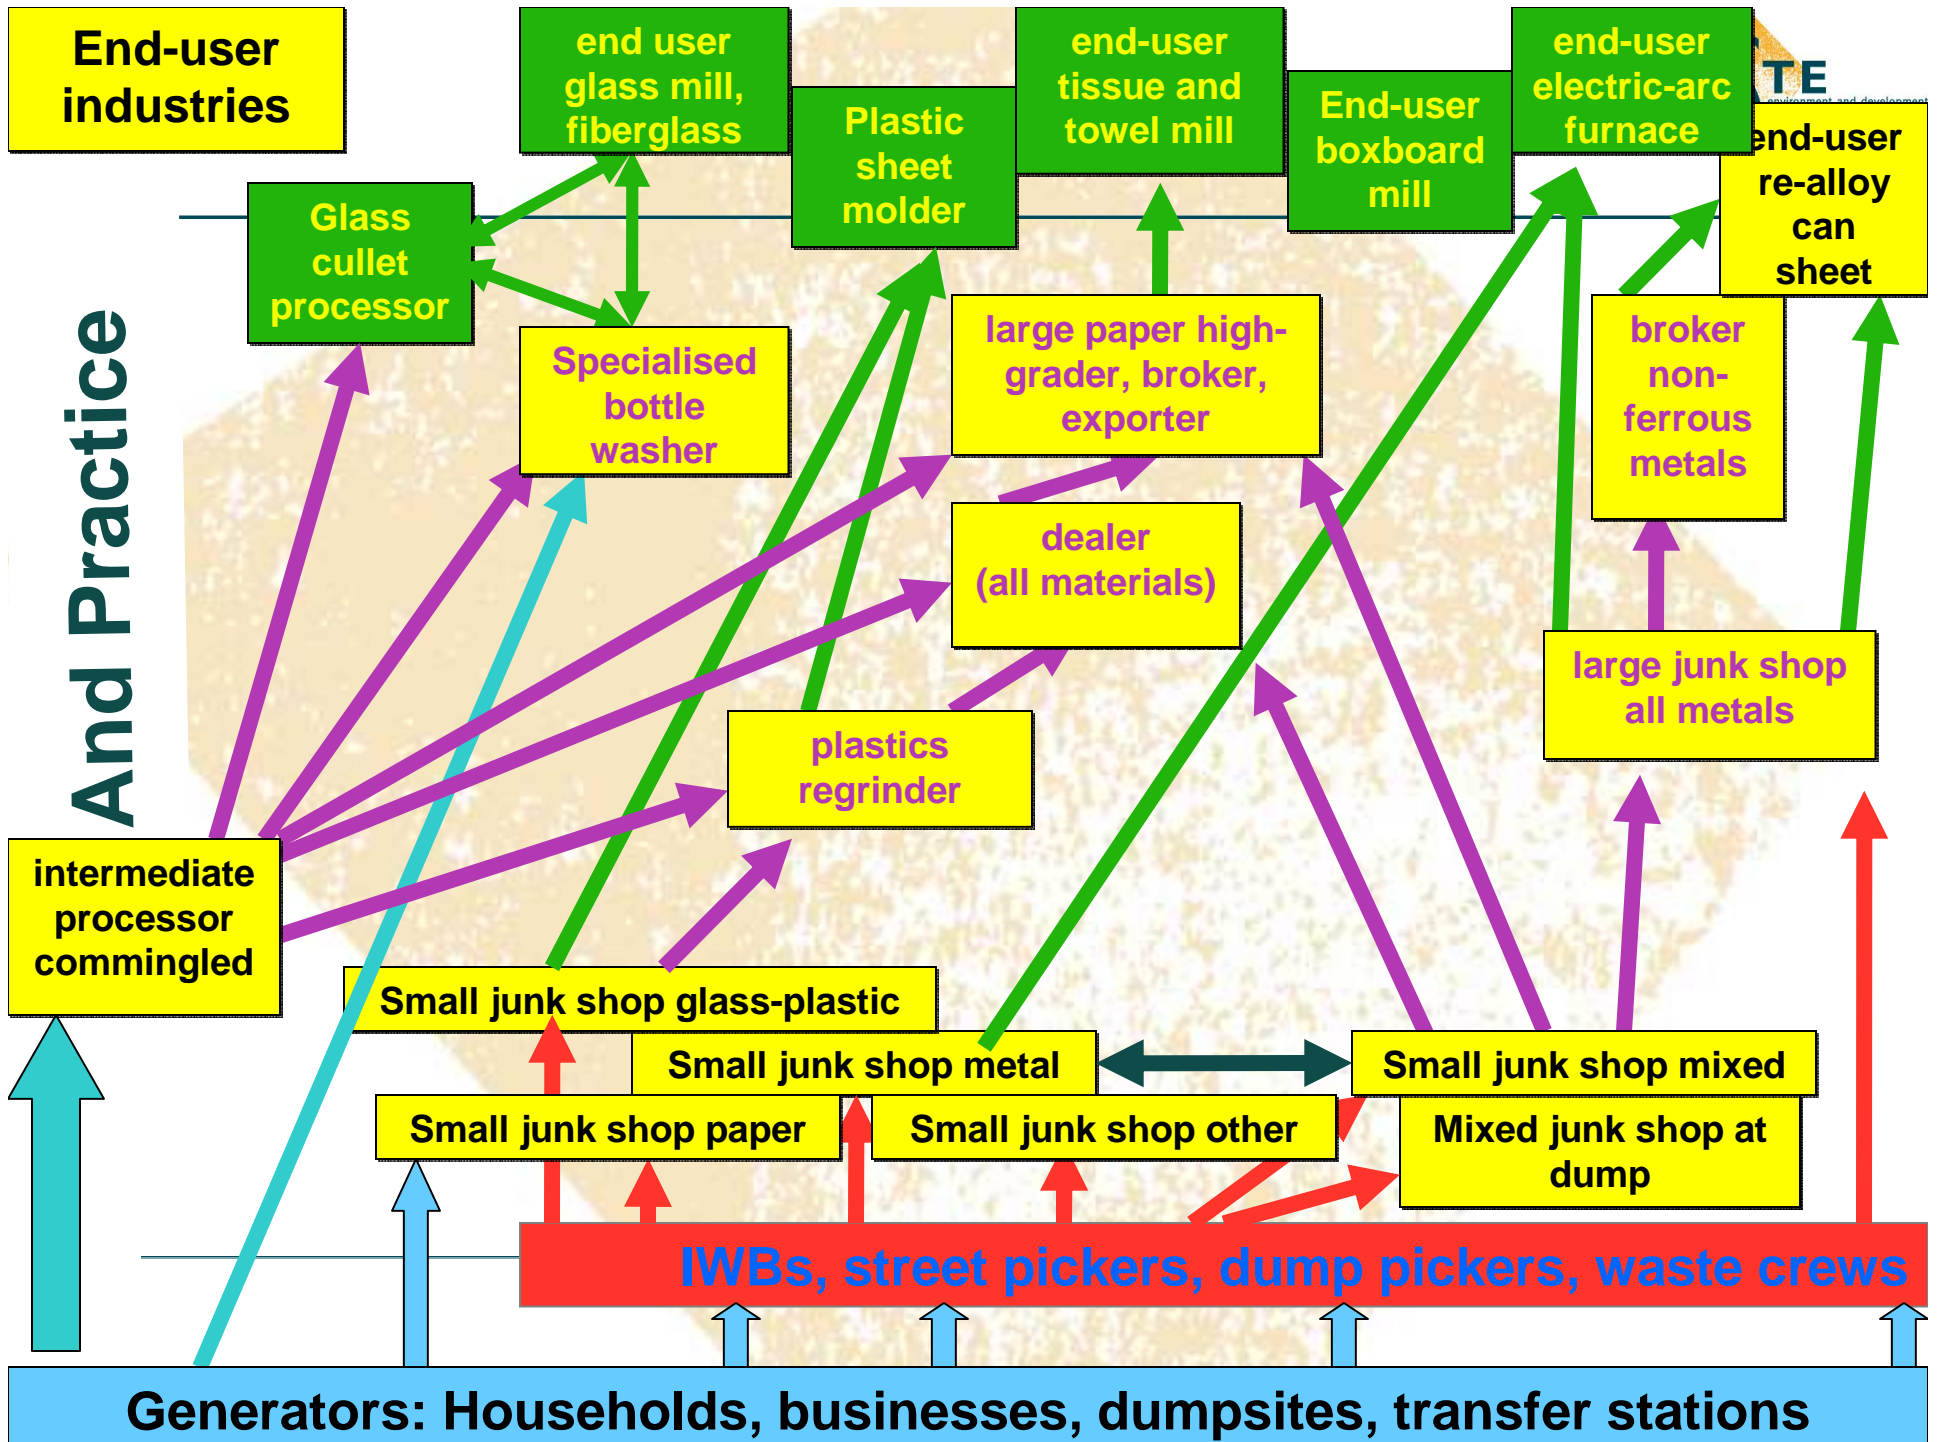 End-user
industries
end user
glass mill,
fiberglass
Plastic
sheet
molder
end-user
tissue and
towel mill
End-user
boxboard
mill
end-user
electric-arc
furnace
TE
environment and development
end-user
re-alloy
can
sheet
Glass
cullet
processor
Specialised
bottle
washer
large paper high-
grader, broker,
exporter
broker
non-
ferrous
metals
And Practice
dealer
(all materials)
large junk shop
all metals
plastics
regrinder
intermediate
processor
commingled
Small junk shop glass-plastic
Small junk shop metal
Small junk shop mixed
Small junk shop paper
Small junk shop other
Mixed junk shop at
dump
IWBs, street pickers, dump pickers, waste crews
Generators: Households, businesses, dumpsites, transfer stations